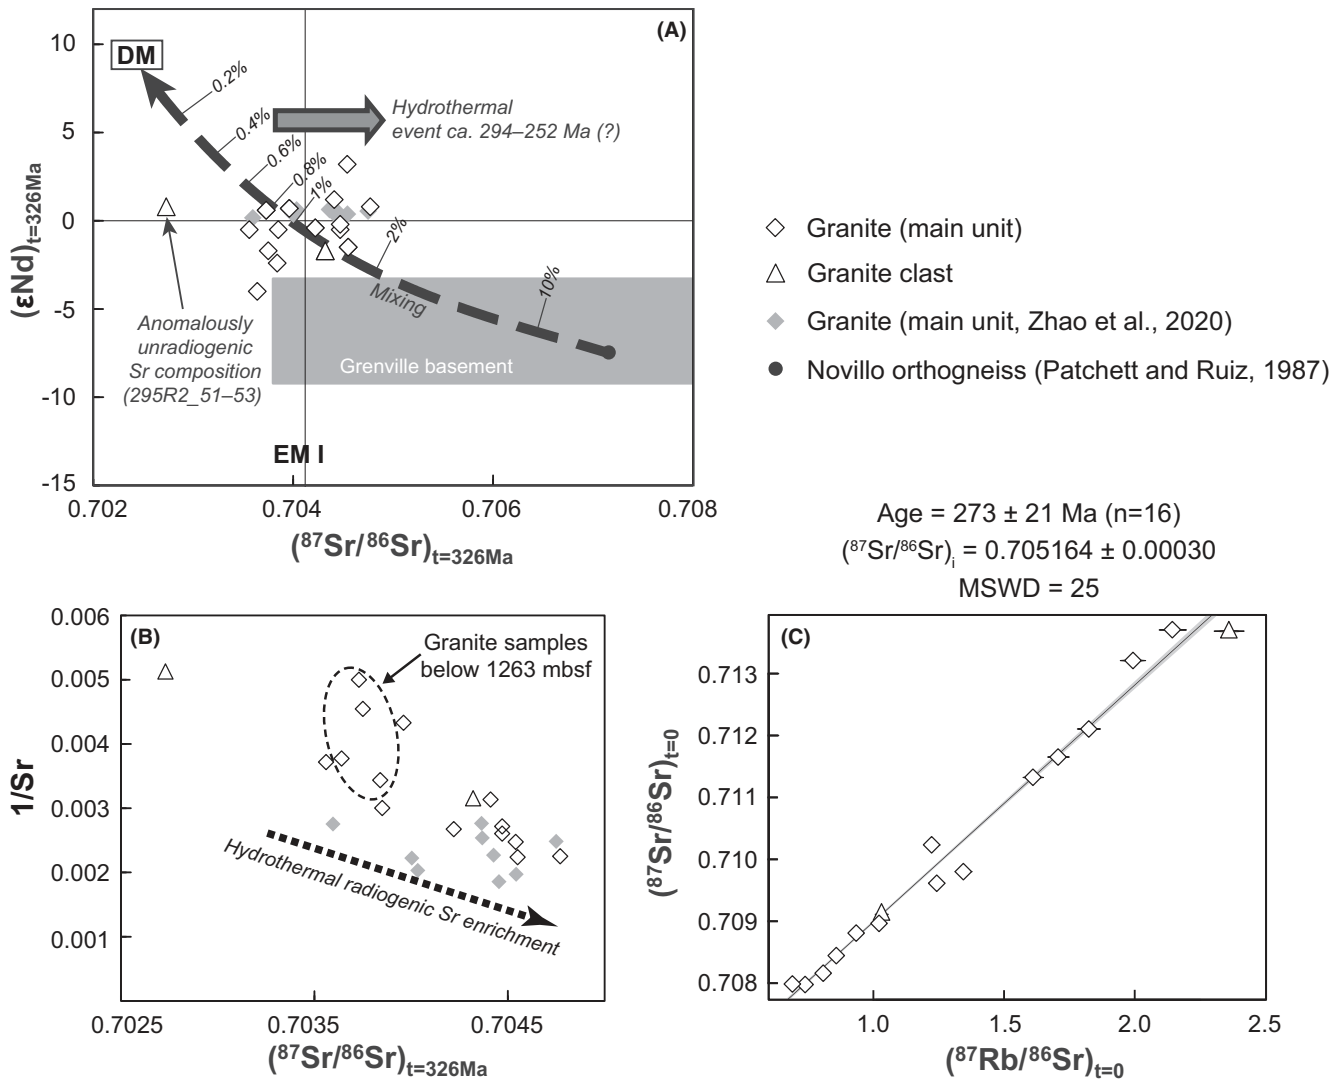 (A)
10
5
0
-5
-10
-15
(εNd)t=326Ma
DM
0.2%
0.4%
0.6%
0.8%
1%
2%
10%
Hydrothermal
event ca. 294–252 Ma (?)
Mixing
Grenville basement
Anomalously
unradiogenic
Sr composition
(295R2_51–53)
EM I
0.702
0.704
0.706
0.708
(87Sr/86Sr)t=326Ma
Granite (main unit)
Granite clast
Granite (main unit, Zhao et al., 2020)
Novillo orthogneiss (Patchett and Ruiz, 1987)
(B)
0.006
0.005
0.004
0.003
0.002
0.001
1/Sr
Granite samples
below 1263 mbsf
Hydrothermal radiogenic Sr enrichment
0.7025
0.7035
0.7045
(87Sr/86Sr)t=326Ma
Age = 273 ± 21 Ma (n=16)
(87Sr/86Sr)i = 0.705164 ± 0.00030
MSWD = 25
(C)
0.713
0.712
0.711
0.710
0.709
0.708
(87Sr/86Sr)t=0
1.0
1.5
2.0
2.5
(87Rb/86Sr)t=0